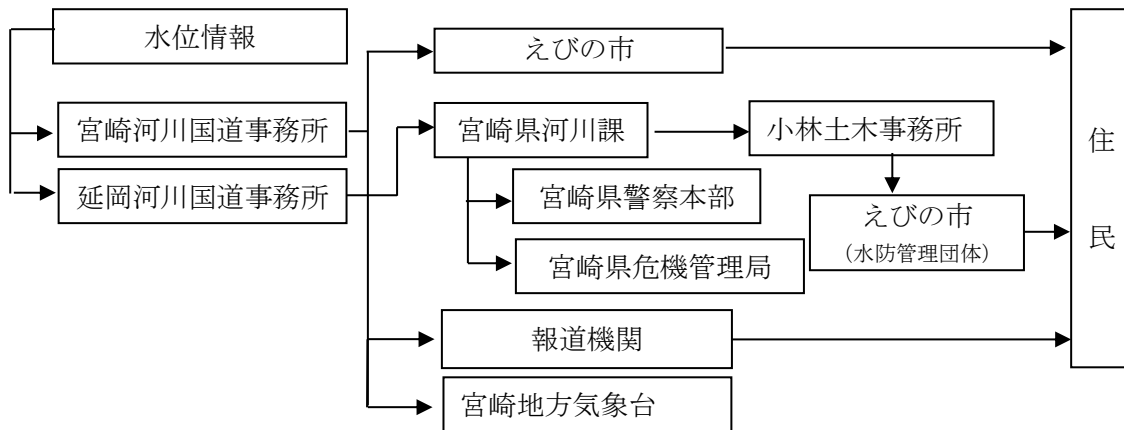 水位情報
えびの市
宮崎河川国道事務所
宮崎県河川課
小林土木事務所
延岡河川国道事務所
宮崎県警察本部
えびの市
（水防管理団体）
宮崎県危機管理局
報道機関
宮崎地方気象台
住
民